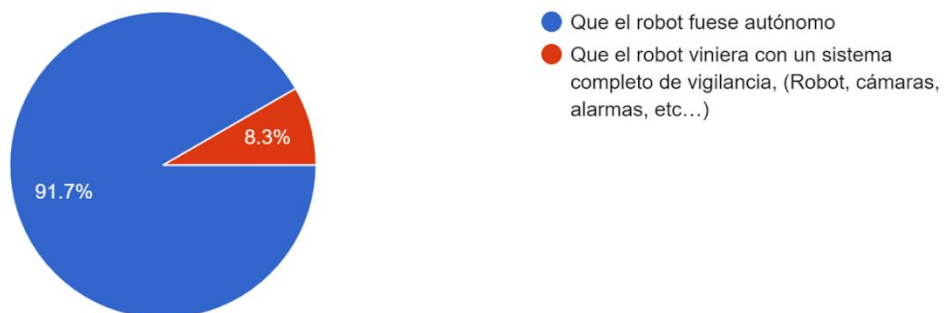 Que el robot fuese autónomo
Que el robot viniera con un sistema
completo de vigilancia, (Robot, cámaras,
alarmas, etc…)
8.3%
91.7%